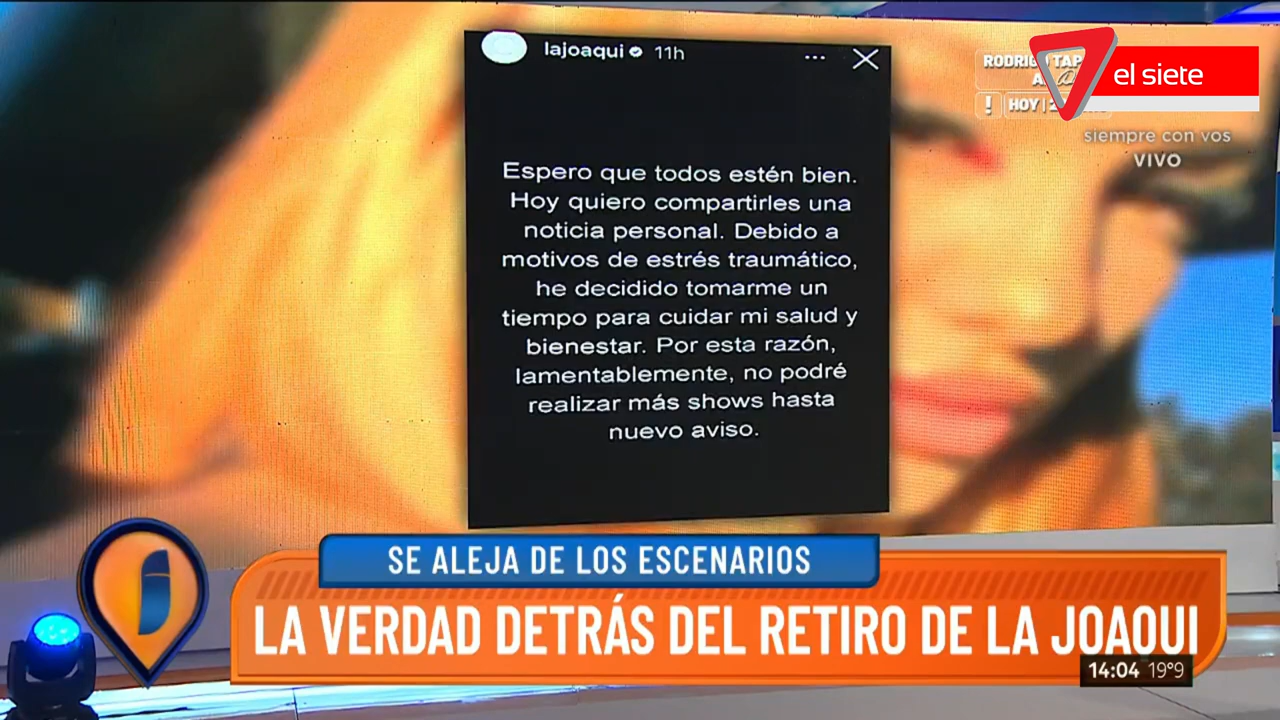 lajoaqui 11h
RODRIGO TAP
el siete
HOY
siempre con vos
VIVO
Espero que todos estén bien.
Hoy quiero compartirles una
noticia personal. Debido a
motivos de estrés traumático,
he decidido tomarme un
tiempo para cuidar mi salud y
bienestar. Por esta razón,
lamentablemente, no podré
realizar más shows hasta
nuevo aviso.
SE ALEJA DE LOS ESCENARIOS
LA VERDAD DETRÁS DEL RETIRO DE LA JOAQUI
14:04 19°9